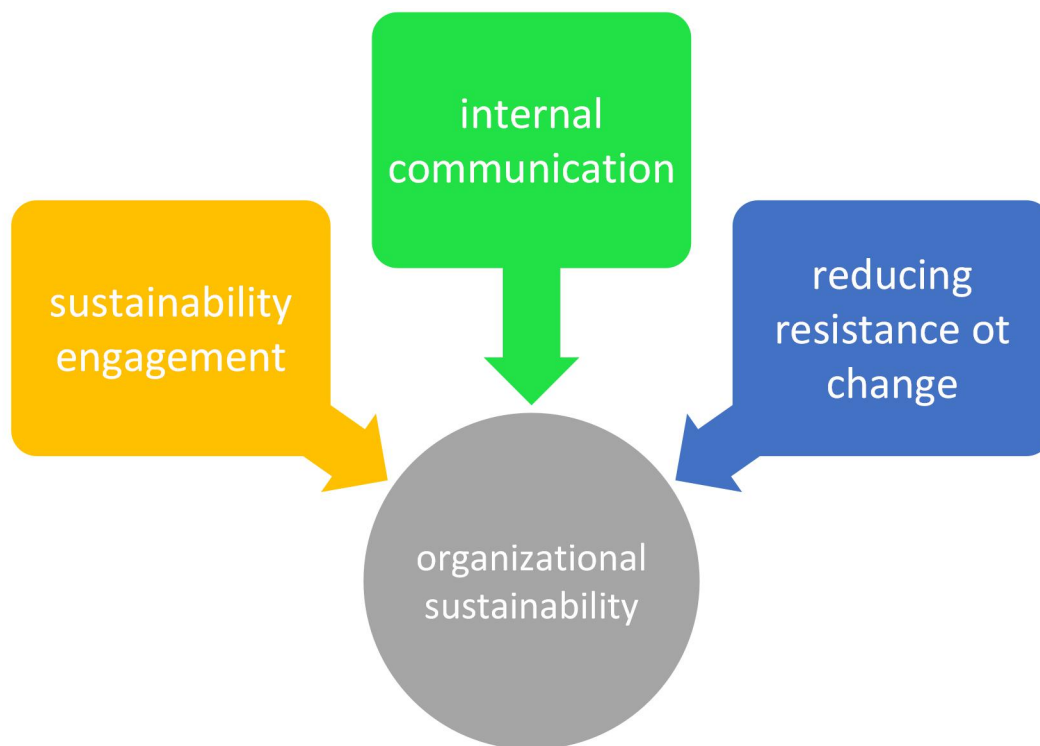 internal
communication
sustainability
engagement
reducing
resistance ot
change
organizational
sustainability